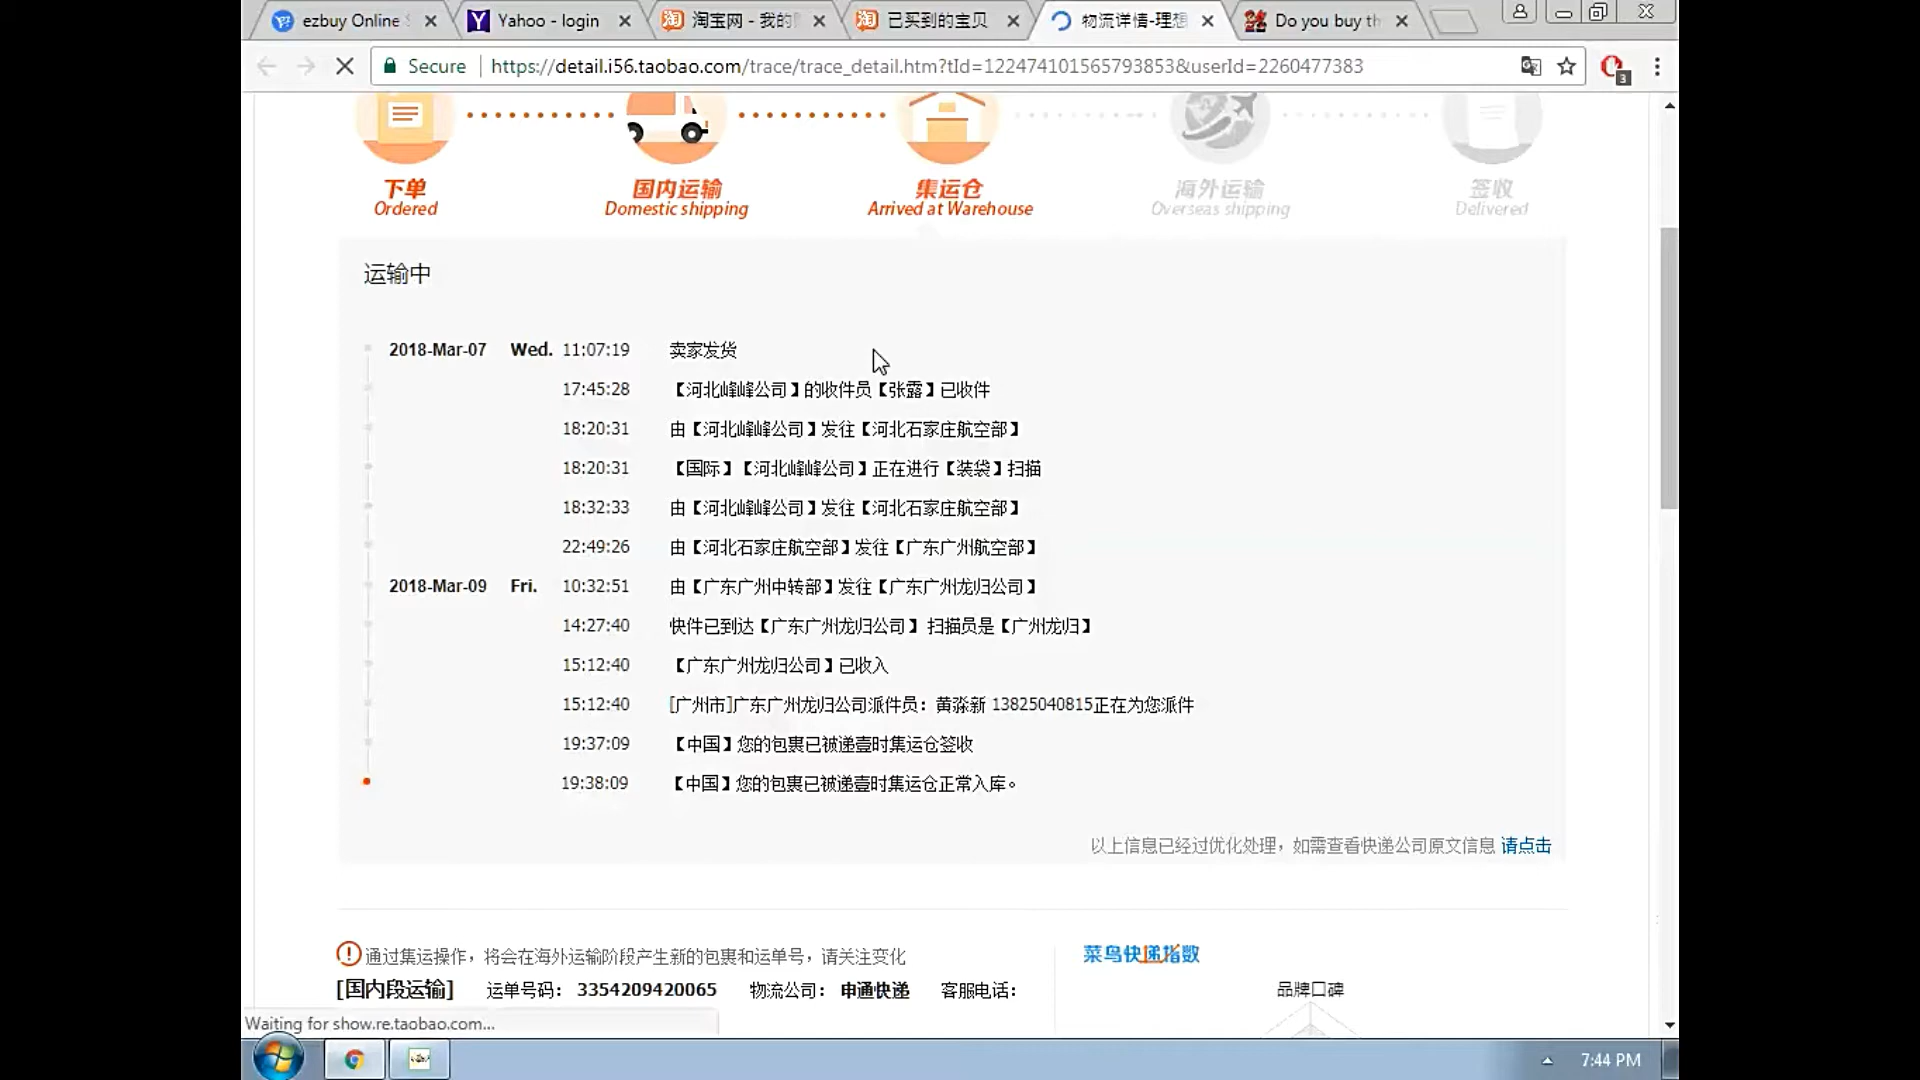 ezbuy Online
Yahoo - login
淘宝网 - 我的
已买到的宝贝
物流详情-理想
Do you buy th
Secure
https://detail.i56.taobao.com/trace/trace_detail.htm?tId=122474101565793853&userId=2260477383
3
下单
Ordered
国内运输
Domestic shipping
集运仓
Arrived at Warehouse
海外运输
Overseas shipping
签收
Delivered
运输中
2018-Mar-07 Wed. 11:07:19 卖家发货
17:45:28 【河北峰峰公司】的收件员【张露】已收件
18:20:31 由【河北峰峰公司】发往【河北石家庄航空部】
18:20:31 【国际】【河北峰峰公司】正在进行【装袋】扫描
18:32:33 由【河北峰峰公司】发往【河北石家庄航空部】
22:49:26 由【河北石家庄航空部】发往【广东广州航空部】
2018-Mar-09 Fri. 10:32:51 由【广东广州中转部】发往【广东广州龙归公司】
14:27:40 快件已到达【广东广州龙归公司】扫描员是【广州龙归】
15:12:40 【广东广州龙归公司】已收入
15:12:40 [广州市]广东广州龙归公司派件员：黄淼新 13825040815正在为您派件
19:37:09 【中国】您的包裹已被递壹时集运仓签收
19:38:09 【中国】您的包裹已被递壹时集运仓正常入库。
以上信息已经过优化处理，如需查看快递公司原文信息 请点击
通过集运操作，将会在海外运输阶段产生新的包裹和运单号，请关注变化
[国内段运输] 运单号码： 3354209420065 物流公司： 申通快递 客服电话：
菜鸟快递指数
品牌口碑
Waiting for show.re.taobao.com...
7:44 PM